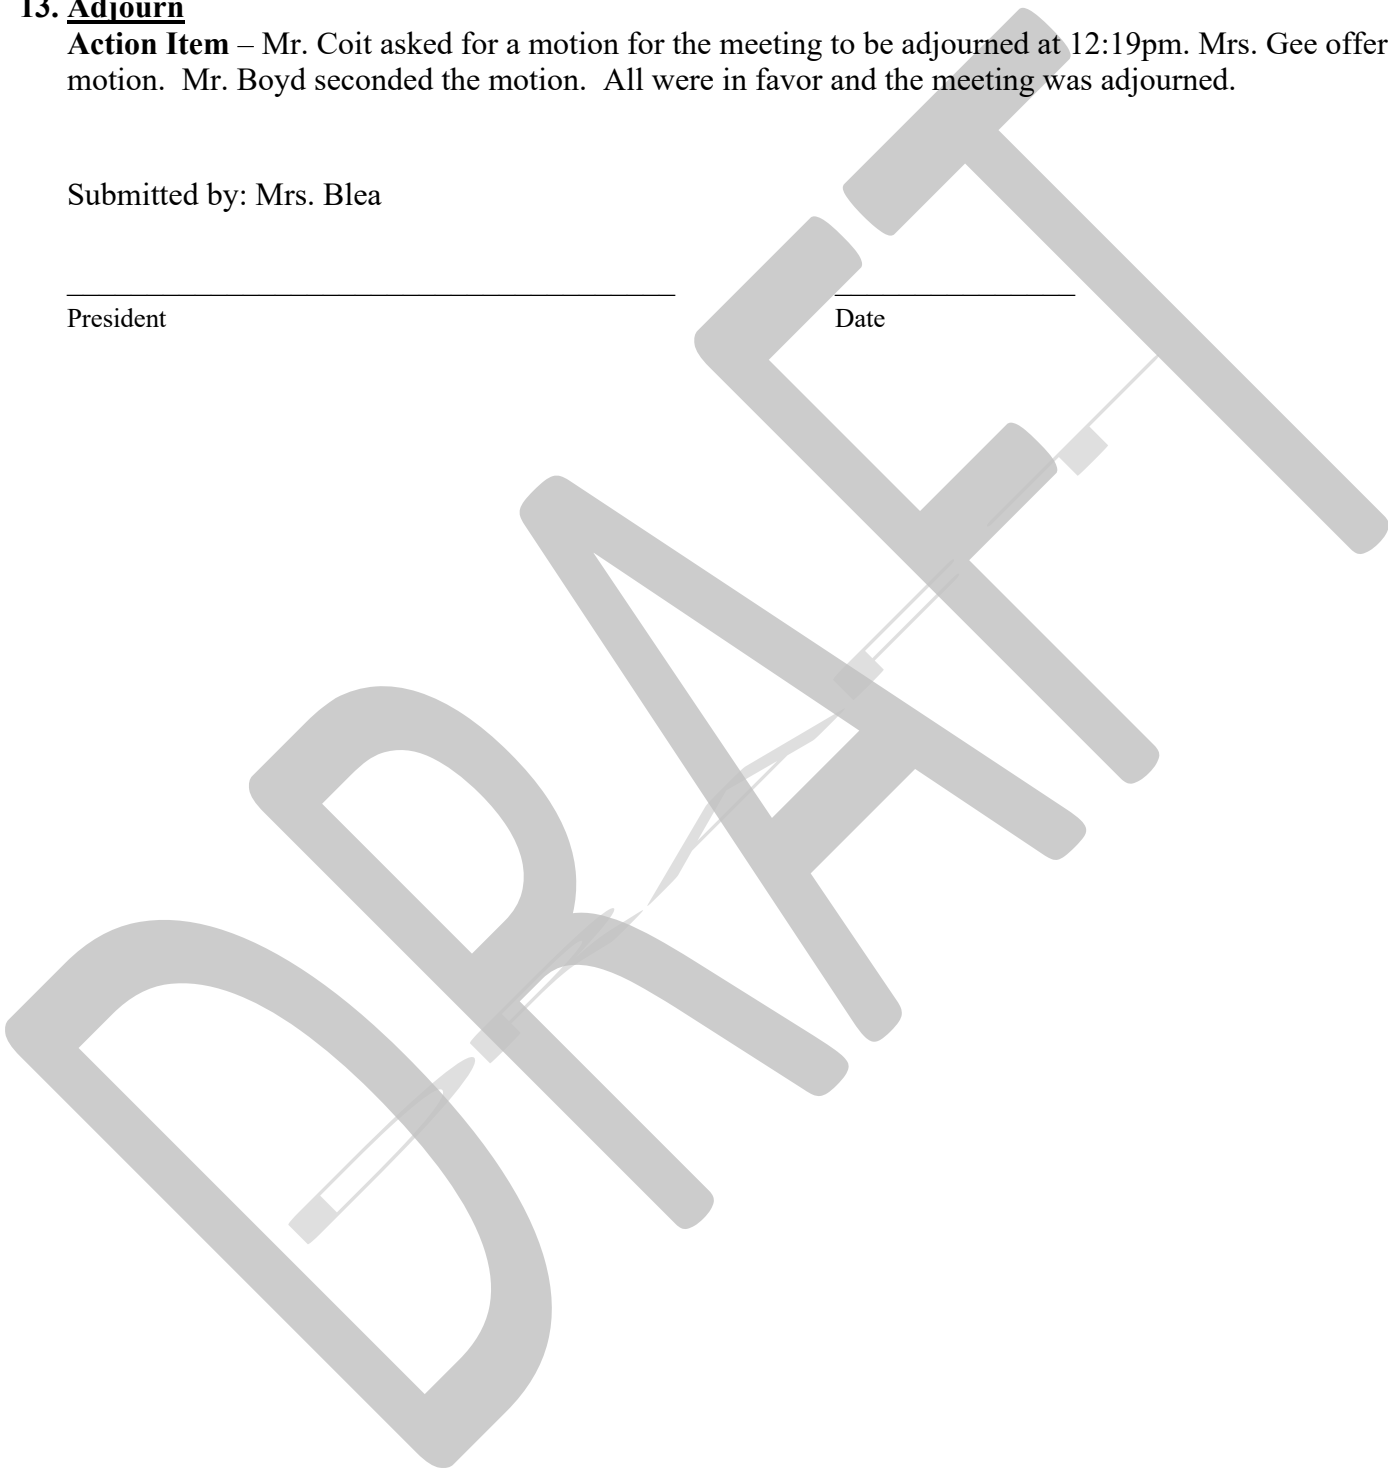 13. Adjourn
Action Item – Mr. Coit asked for a motion for the meeting to be adjourned at 12:19pm. Mrs. Gee offer
motion.  Mr. Boyd seconded the motion.  All were in favor and the meeting was adjourned.
Submitted by: Mrs. Blea
President Date
DRAFT